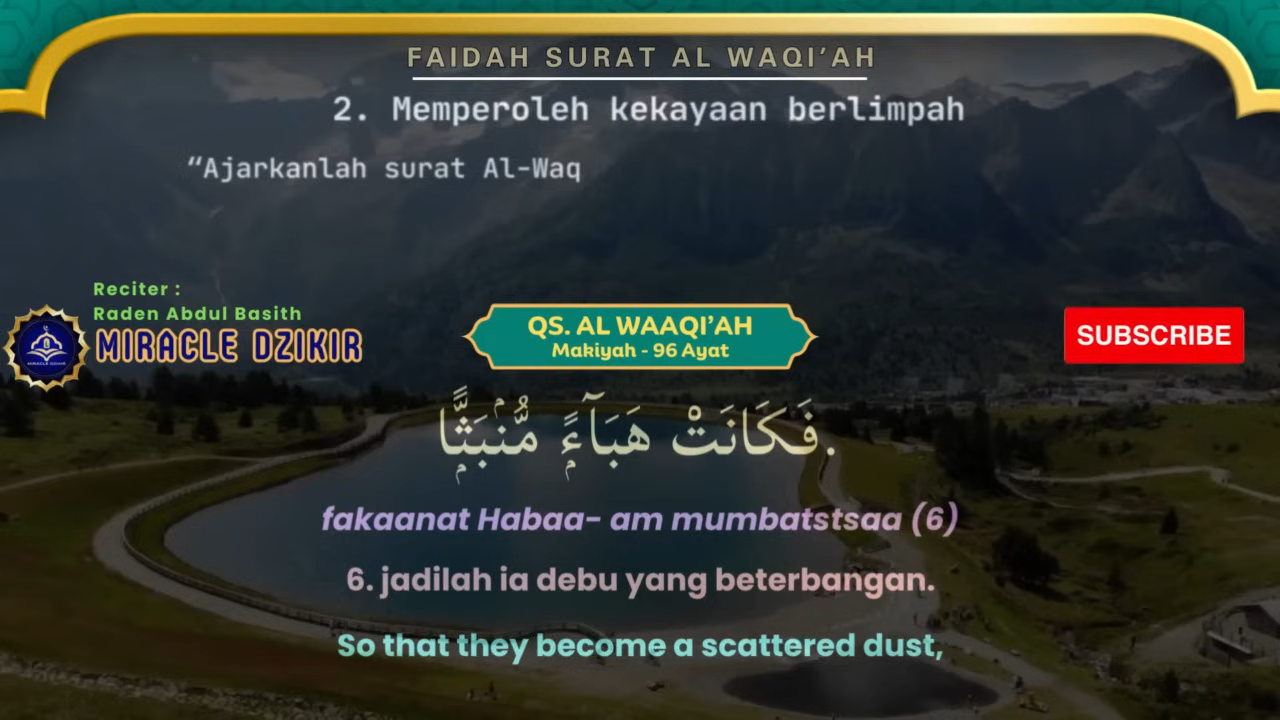 FAIDAH SURAT AL WAQI’AH
2. Memperoleh kekayaan berlimpah
“Ajarkanlah surat Al-Waq
Reciter :
Raden Abdul Basith
MIRACLE DZIKIR
QS. AL WAAQI’AH
Makiyah - 96 Ayat
SUBSCRIBE
فَكَانَتْ هَبَآءًۭ مُّنۢبَثًّۭا.
fakaanat Habaa- am mumbatstsaa (6)
6. jadilah ia debu yang beterbangan.
So that they become a scattered dust,